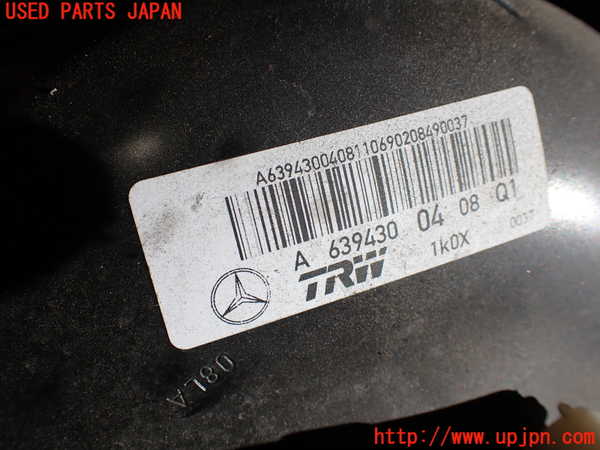 USED PARTS JAPAN
A6394300408110690208490037
A 639430 04 08 Q1
TRW
1k0X
0037
08LA
http://www.upjpn.com/